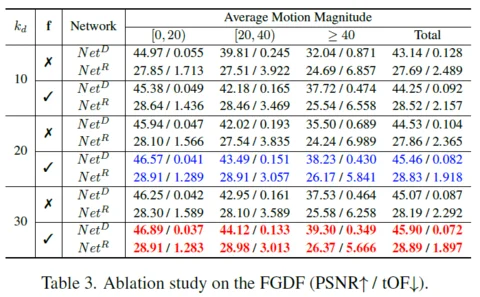 k_d f Network Average Motion Magnitude
[0, 20) [20, 40) ≥ 40 Total
10 ✗ Net^D 44.97 / 0.055 39.81 / 0.245 32.04 / 0.871 43.14 / 0.128
Net^R 27.85 / 1.713 27.51 / 3.922 24.69 / 6.857 27.69 / 2.489
✓ Net^D 45.38 / 0.049 42.18 / 0.165 37.72 / 0.474 44.25 / 0.092
Net^R 28.64 / 1.436 28.46 / 3.469 25.54 / 6.558 28.52 / 2.157
20 ✗ Net^D 45.94 / 0.047 42.02 / 0.193 35.50 / 0.689 44.53 / 0.104
Net^R 28.10 / 1.566 27.54 / 3.835 24.24 / 6.989 27.86 / 2.365
✓ Net^D 46.57 / 0.041 43.49 / 0.151 38.23 / 0.430 45.46 / 0.082
Net^R 28.91 / 1.289 28.91 / 3.057 26.17 / 5.841 28.83 / 1.918
30 ✗ Net^D 46.25 / 0.042 42.95 / 0.161 37.53 / 0.464 45.07 / 0.087
Net^R 28.30 / 1.589 28.10 / 3.589 25.58 / 6.258 28.19 / 2.292
✓ Net^D 46.89 / 0.037 44.12 / 0.133 39.30 / 0.349 45.90 / 0.072
Net^R 28.91 / 1.283 28.98 / 3.013 26.37 / 5.666 28.89 / 1.897
Table 3. Ablation study on the FGDF (PSNR↑ / tOF↓).